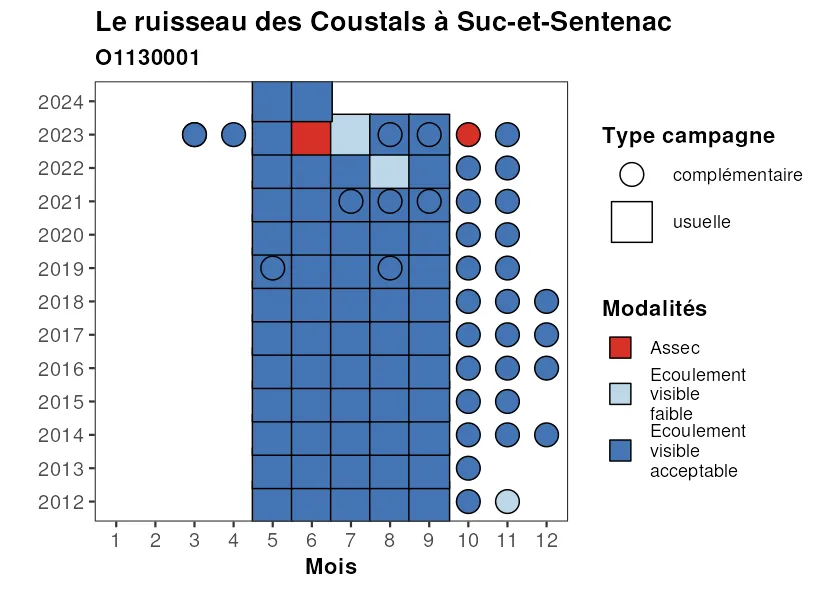 Le ruisseau des Coustals à Suc-et-Sentenac
O1130001
2024
2023
2022
2021
2020
2019
2018
2017
2016
2015
2014
2013
2012
1 2 3 4 5 6 7 8 9 10 11 12
Mois
Type campagne
complémentaire
usuelle
Modalités
Assec
Ecoulement
visible
faible
Ecoulement
visible
acceptable